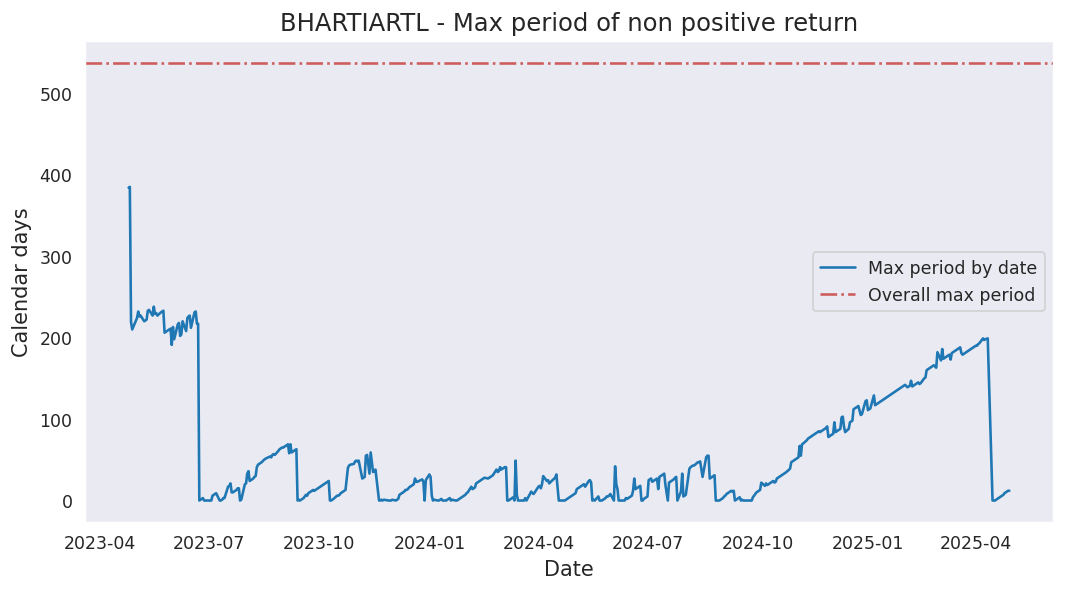 BHARTIARTL - Max period of non positive return
Calendar days
500
400
300
200
100
0
Max period by date
Overall max period
2023-04 2023-07 2023-10 2024-01 2024-04 2024-07 2024-10 2025-01 2025-04
Date